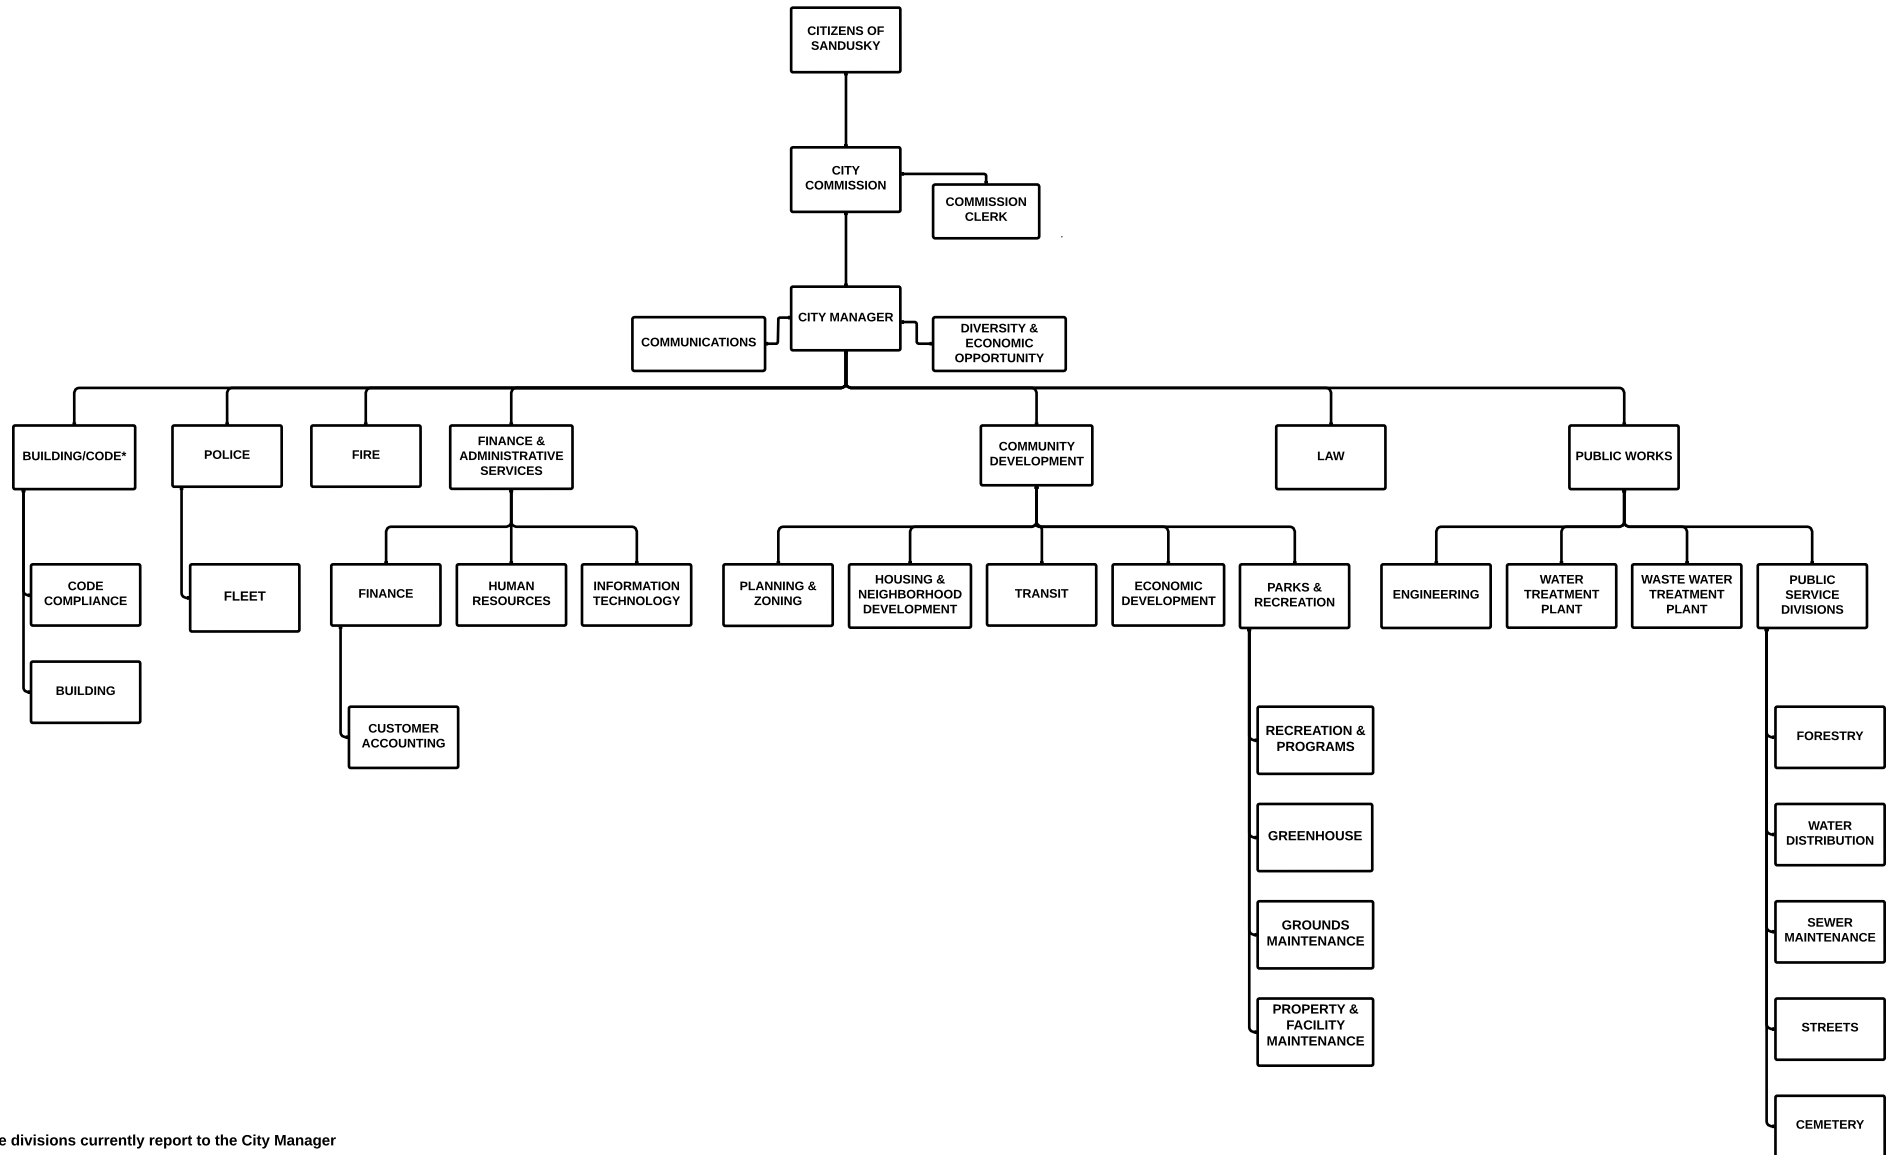 CITIZENS OF
SANDUSKY
CITY
COMMISSION
COMMISSION
CLERK
CITY MANAGER
COMMUNICATIONS
DIVERSITY &
ECONOMIC
OPPORTUNITY
BUILDING/CODE*
POLICE
FIRE
FINANCE &
ADMINISTRATIVE
SERVICES
COMMUNITY
DEVELOPMENT
LAW
PUBLIC WORKS
CODE
COMPLIANCE
FLEET
FINANCE
HUMAN
RESOURCES
INFORMATION
TECHNOLOGY
PLANNING &
ZONING
HOUSING &
NEIGHBORHOOD
DEVELOPMENT
TRANSIT
ECONOMIC
DEVELOPMENT
PARKS &
RECREATION
ENGINEERING
WATER
TREATMENT
PLANT
WASTE WATER
TREATMENT
PLANT
PUBLIC
SERVICE
DIVISIONS
BUILDING
CUSTOMER
ACCOUNTING
RECREATION &
PROGRAMS
FORESTRY
GREENHOUSE
WATER
DISTRIBUTION
GROUNDS
MAINTENANCE
SEWER
MAINTENANCE
PROPERTY &
FACILITY
MAINTENANCE
STREETS
CEMETERY
e divisions currently report to the City Manager